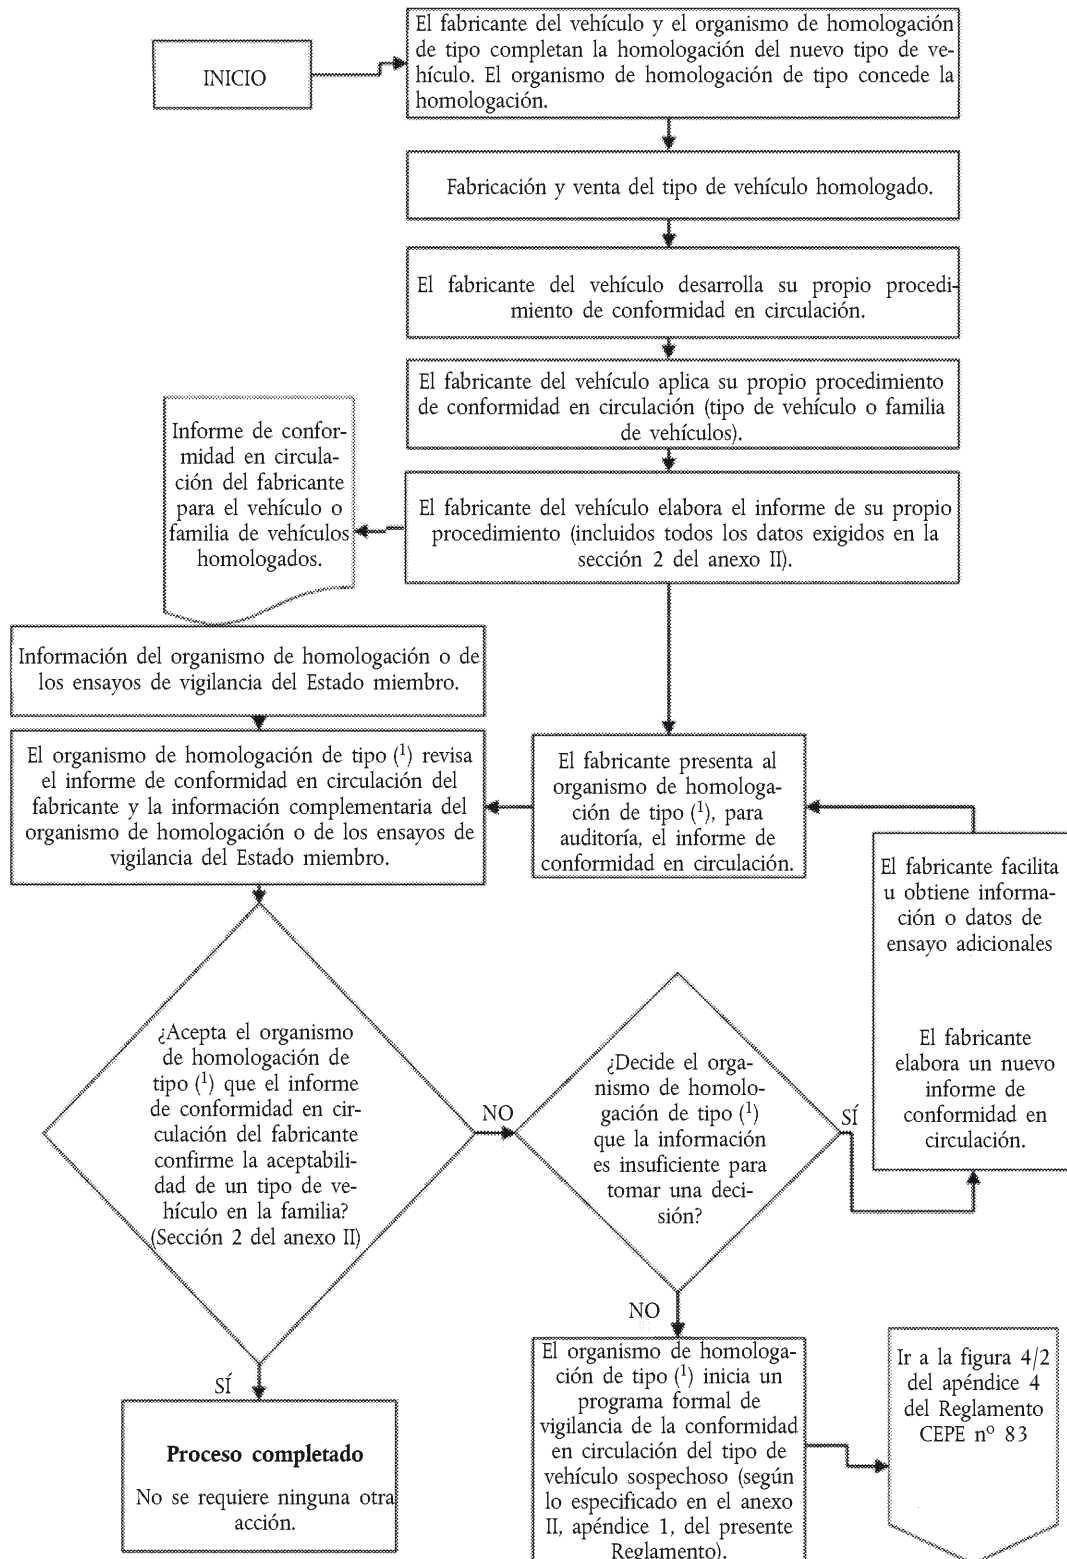 INICIO
El fabricante del vehículo y el organismo de homologación
de tipo completan la homologación del nuevo tipo de ve-
hículo. El organismo de homologación de tipo concede la
homologación.
Fabricación y venta del tipo de vehículo homologado.
El fabricante del vehículo desarrolla su propio procedi-
miento de conformidad en circulación.
El fabricante del vehículo aplica su propio procedimiento
de conformidad en circulación (tipo de vehículo o familia
de vehículos).
El fabricante del vehículo elabora el informe de su propio
procedimiento (incluidos todos los datos exigidos en la
sección 2 del anexo II).
Informe de confor-
midad en circula-
ción del fabricante
para el vehículo o
familia de vehículos
homologados.
Información del organismo de homologación o de
los ensayos de vigilancia del Estado miembro.
El organismo de homologación de tipo (1) revisa
el informe de conformidad en circulación del
fabricante y la información complementaria del
organismo de homologación o de los ensayos de
vigilancia del Estado miembro.
El fabricante presenta al
organismo de homologa-
ción de tipo (1), para
auditoría, el informe de
conformidad en circulación.
El fabricante facilita
u obtiene informa-
ción o datos de
ensayo adicionales
El fabricante
elabora un nuevo
informe de
conformidad en
circulación.
¿Acepta el organismo
de homologación de
tipo (1) que el informe
de conformidad en cir-
culación del fabricante
confirme la aceptabili-
dad de un tipo de ve-
hículo en la familia?
(Sección 2 del anexo II)
NO
¿Decide el orga-
nismo de homolo-
gación de tipo (1)
que la información
es insuficiente para
tomar una deci-
sión?
SÍ
NO
SÍ
Proceso completado
No se requiere ninguna otra
acción.
El organismo de homologa-
ción de tipo (1) inicia un
programa formal de
vigilancia de la conformidad
en circulación del tipo de
vehículo sospechoso (según
lo especificado en el anexo
II, apéndice 1, del presente
Reglamento).
Ir a la figura 4/2
del apéndice 4
del Reglamento
CEPE nº 83